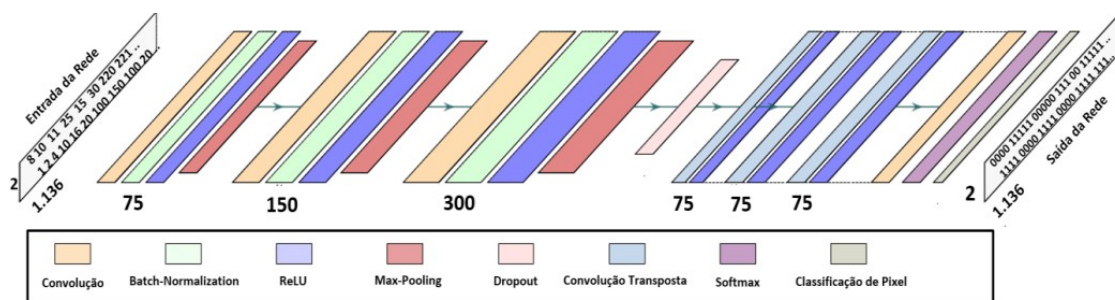 Entrada da Rede
8 10 11 25 15 30 220 221 ..
1 2 4 10 16 20 100 150 100 20...
2
1.136
75
150
300
75
75
75
0000 11111 00000 111 00 11111 ..
1111 0000 1111 0000 1111 111...
Saída da Rede
2
1.136
Convolução
Batch-Normalization
ReLU
Max-Pooling
Dropout
Convolução Transposta
Softmax
Classificação de Pixel